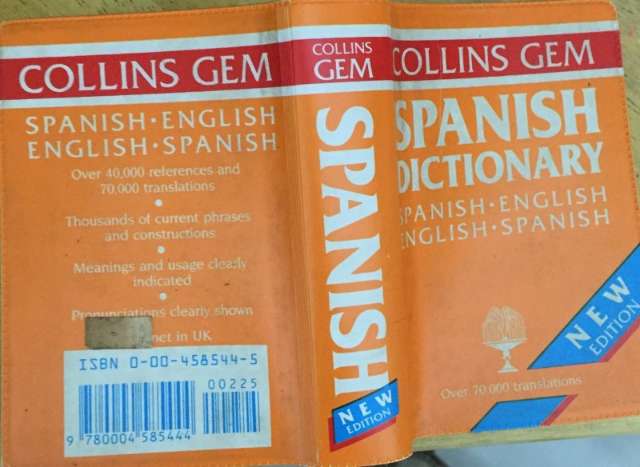 COLLINS GEM
SPANISH·ENGLISH
ENGLISH·SPANISH
Over 40,000 references and
70,000 translations
Thousands of current phrases
and constructions
Meanings and usage clearly
indicated
Pronunciations clearly shown
net in UK
ISBN 0-00-458544-5
00225
9 780004 585444
COLLINS
GEM
SPANISH
NEW
EDITION
COLLINS GEM
SPANISH
DICTIONARY
SPANISH·ENGLISH
ENGLISH·SPANISH
NEW
EDITION
Over 70,000 translations